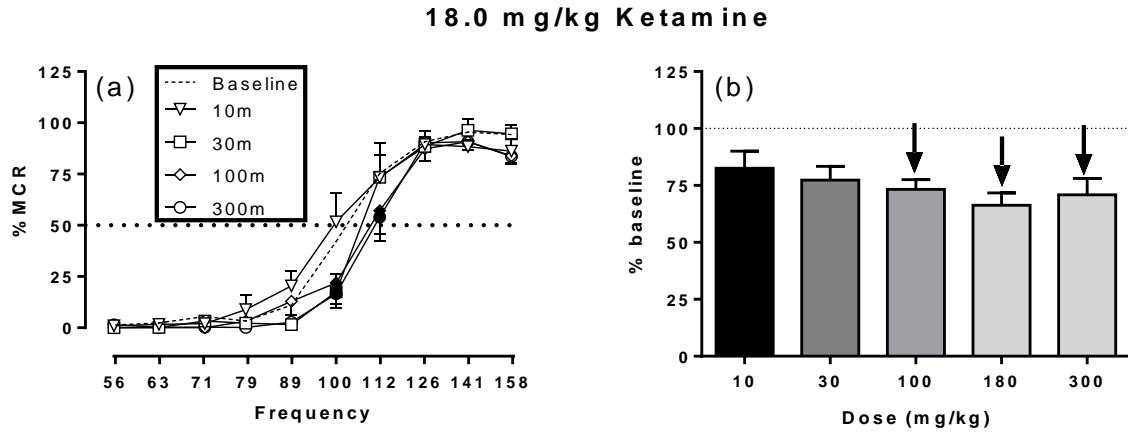 18.0 mg/kg Ketamine
(a)
Baseline
10m
30m
100m
300m
%MCR
125
100
75
50
25
0
56 63 71 79 89 100 112 126 141 158
Frequency
(b)
% baseline
125
100
75
50
25
0
10 30 100 180 300
Dose (mg/kg)